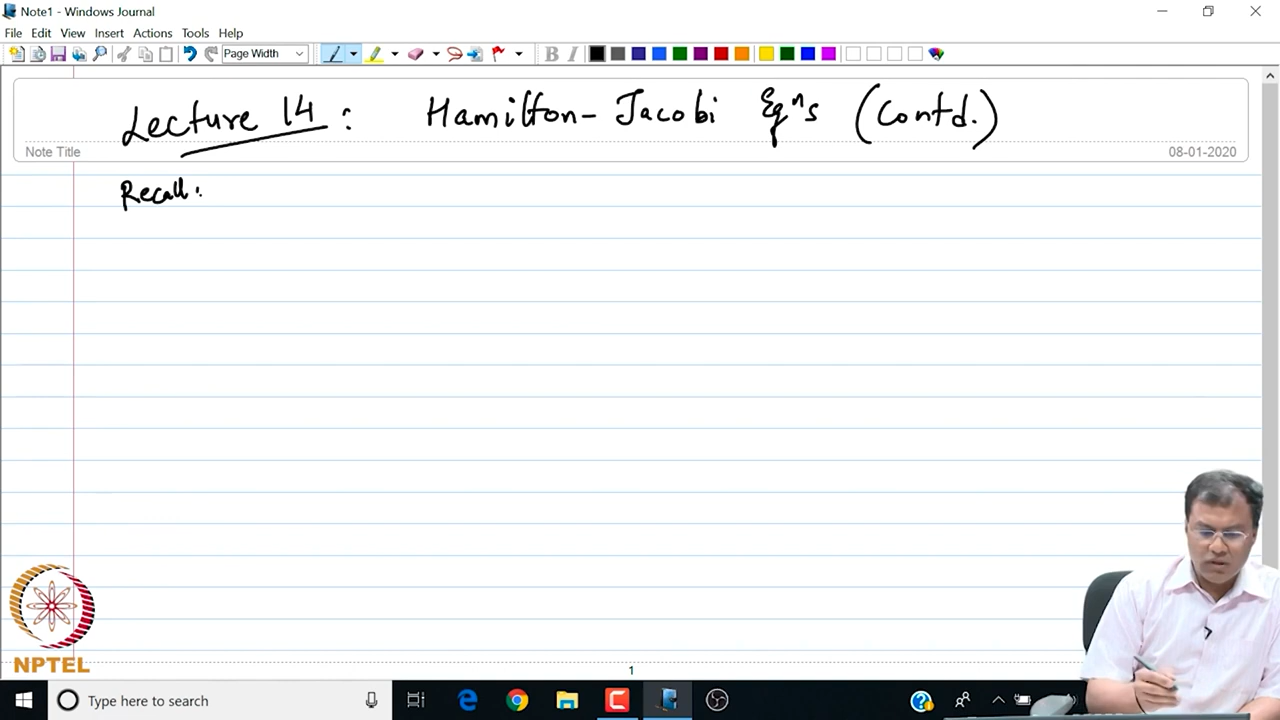 Note1 - Windows Journal
File Edit View Insert Actions Tools Help
Page Width B I
Lecture 14 : Hamilton-Jacobi Eqⁿs (Contd.)
Note Title
08-01-2020
Recall:
NPTEL
1
Type here to search